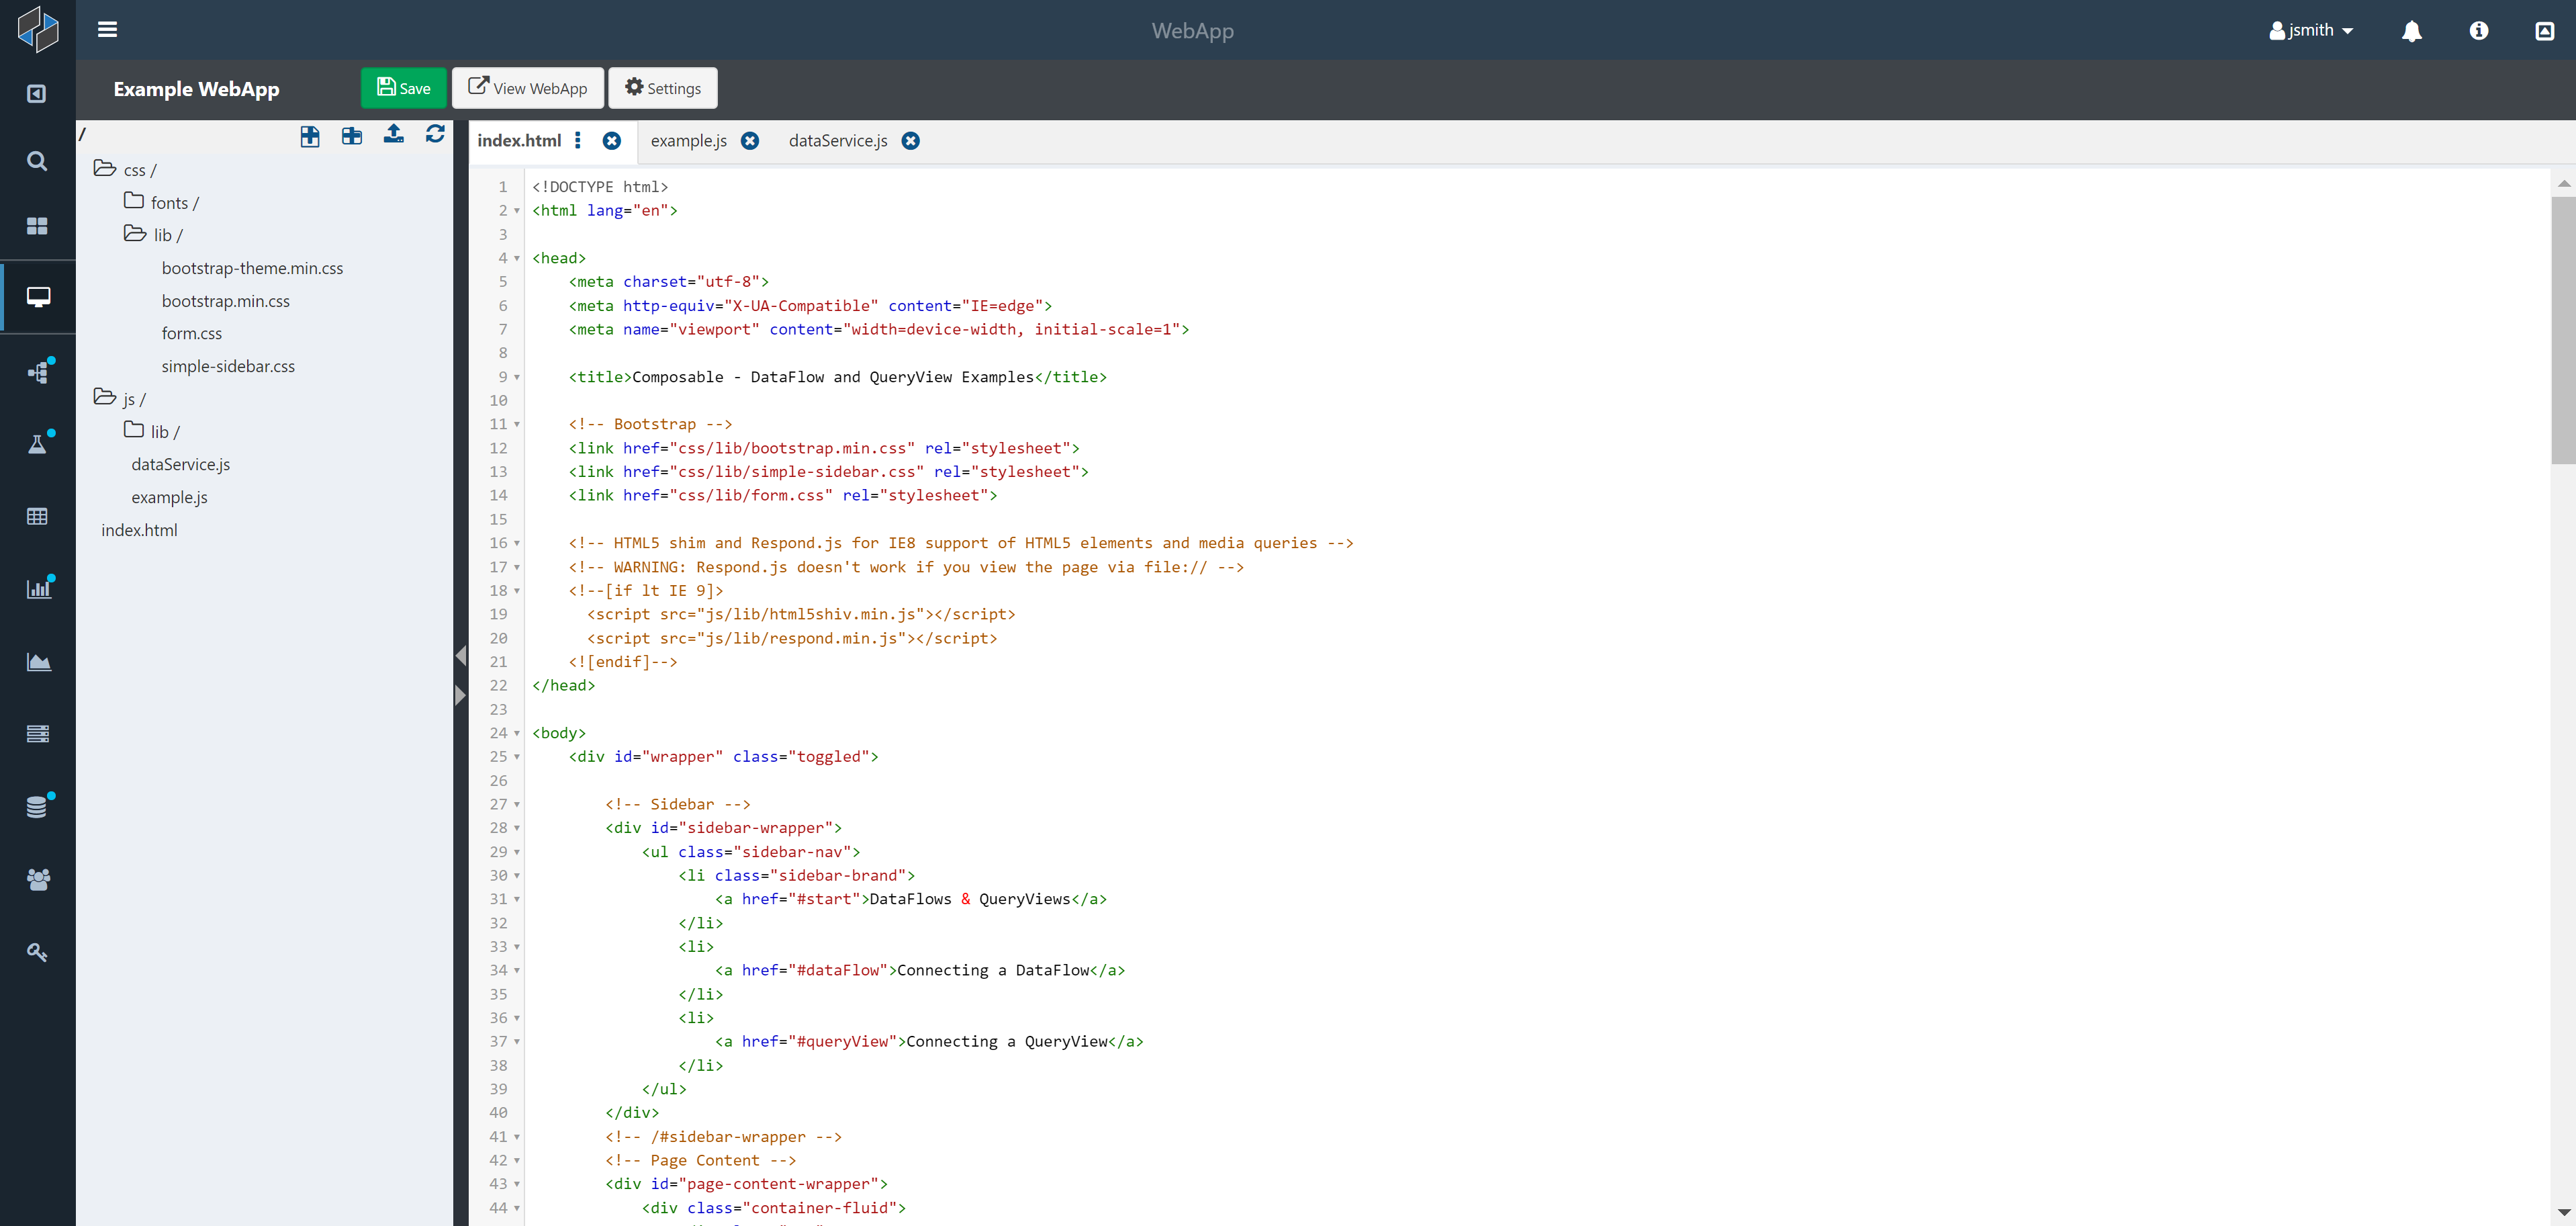 WebApp
jsmith
Example WebApp
Save
View WebApp
Settings
/
css /
fonts /
lib /
bootstrap-theme.min.css
bootstrap.min.css
form.css
simple-sidebar.css
js /
lib /
dataService.js
example.js
index.html
index.html
example.js
dataService.js
1 <!DOCTYPE html>
2 <html lang="en">
3
4 <head>
5     <meta charset="utf-8">
6     <meta http-equiv="X-UA-Compatible" content="IE=edge">
7     <meta name="viewport" content="width=device-width, initial-scale=1">
8
9     <title>Composable - DataFlow and QueryView Examples</title>
10
11     <!-- Bootstrap -->
12     <link href="css/lib/bootstrap.min.css" rel="stylesheet">
13     <link href="css/lib/simple-sidebar.css" rel="stylesheet">
14     <link href="css/lib/form.css" rel="stylesheet">
15
16     <!-- HTML5 shim and Respond.js for IE8 support of HTML5 elements and media queries -->
17     <!-- WARNING: Respond.js doesn't work if you view the page via file:// -->
18     <!--[if lt IE 9]>
19       <script src="js/lib/html5shiv.min.js"></script>
20       <script src="js/lib/respond.min.js"></script>
21     <![endif]-->
22 </head>
23
24 <body>
25     <div id="wrapper" class="toggled">
26
27         <!-- Sidebar -->
28         <div id="sidebar-wrapper">
29             <ul class="sidebar-nav">
30                 <li class="sidebar-brand">
31                     <a href="#start">DataFlows & QueryViews</a>
32                 </li>
33                 <li>
34                     <a href="#dataFlow">Connecting a DataFlow</a>
35                 </li>
36                 <li>
37                     <a href="#queryView">Connecting a QueryView</a>
38                 </li>
39             </ul>
40         </div>
41         <!-- /#sidebar-wrapper -->
42         <!-- Page Content -->
43         <div id="page-content-wrapper">
44             <div class="container-fluid">